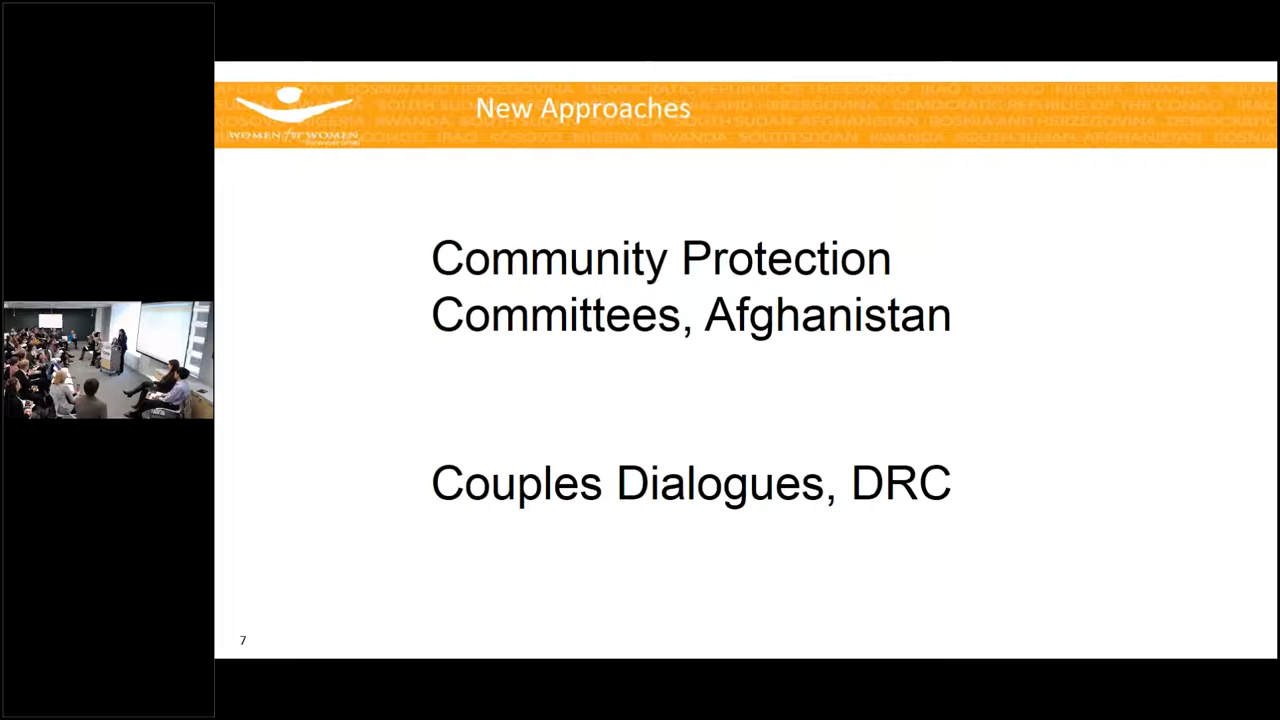 New Approaches
WOMEN for WOMEN
Community Protection
Committees, Afghanistan
Couples Dialogues, DRC
7